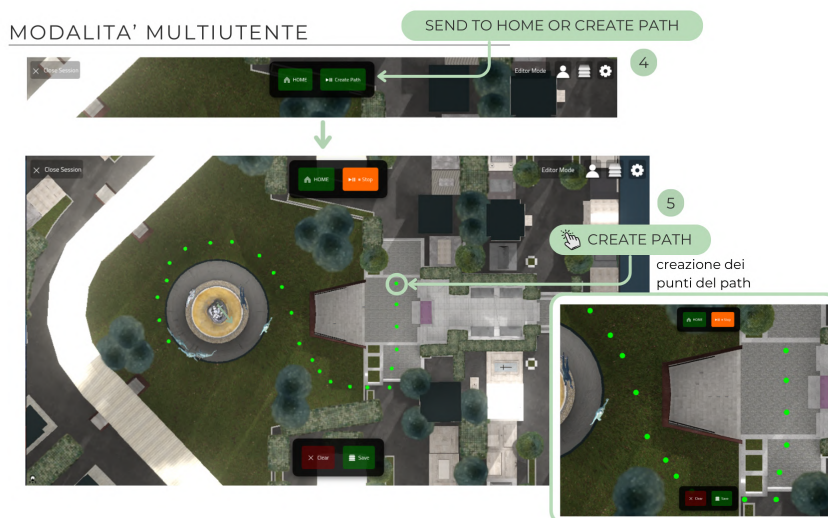 MODALITA' MULTIUTENTE
SEND TO HOME OR CREATE PATH
4
Close Session
HOME
Create Path
Editor Mode
Close Session
HOME
Stop
Editor Mode
5
CREATE PATH
creazione dei
punti del path
Clear
Save
HOME
Stop
Clear
Save